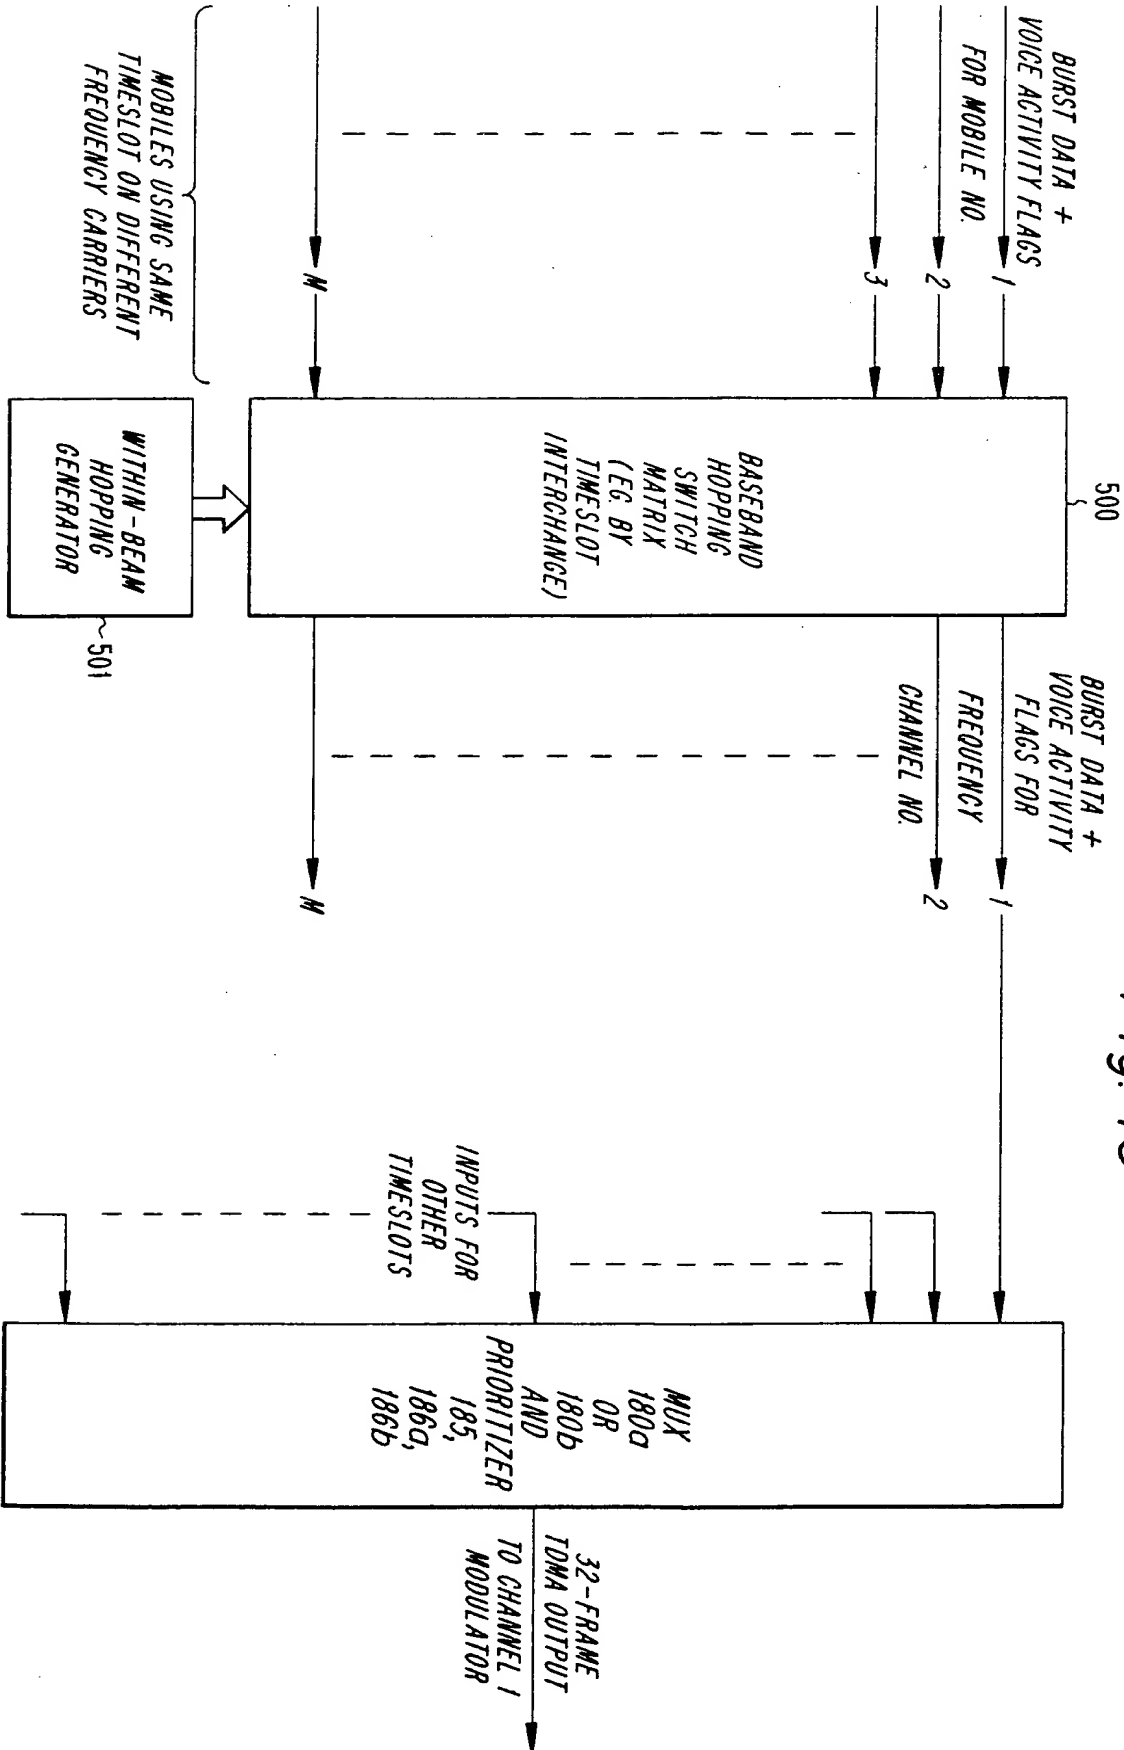 Fig.
BURST DATA +
VOICE ACTIVITY FLAGS
FOR MOBILE NO.
1
2
3
M
MOBILES USING SAME
TIMESLOT ON DIFFERENT
FREQUENCY CARRIERS
500
BASEBAND
HOPPING
SWITCH
MATRIX
(EG. BY
TIMESLOT
INTERCHANGE)
WITHIN-BEAM
HOPPING
GENERATOR
501
BURST DATA +
VOICE ACTIVITY
FLAGS FOR
FREQUENCY
CHANNEL NO.
1
2
M
INPUTS FOR
OTHER
TIMESLOTS
MUX
180a
OR
180b
AND
PRIORITIZER
185,
186a,
186b
32-FRAME
TDMA OUTPUT
TO CHANNEL 1
MODULATOR